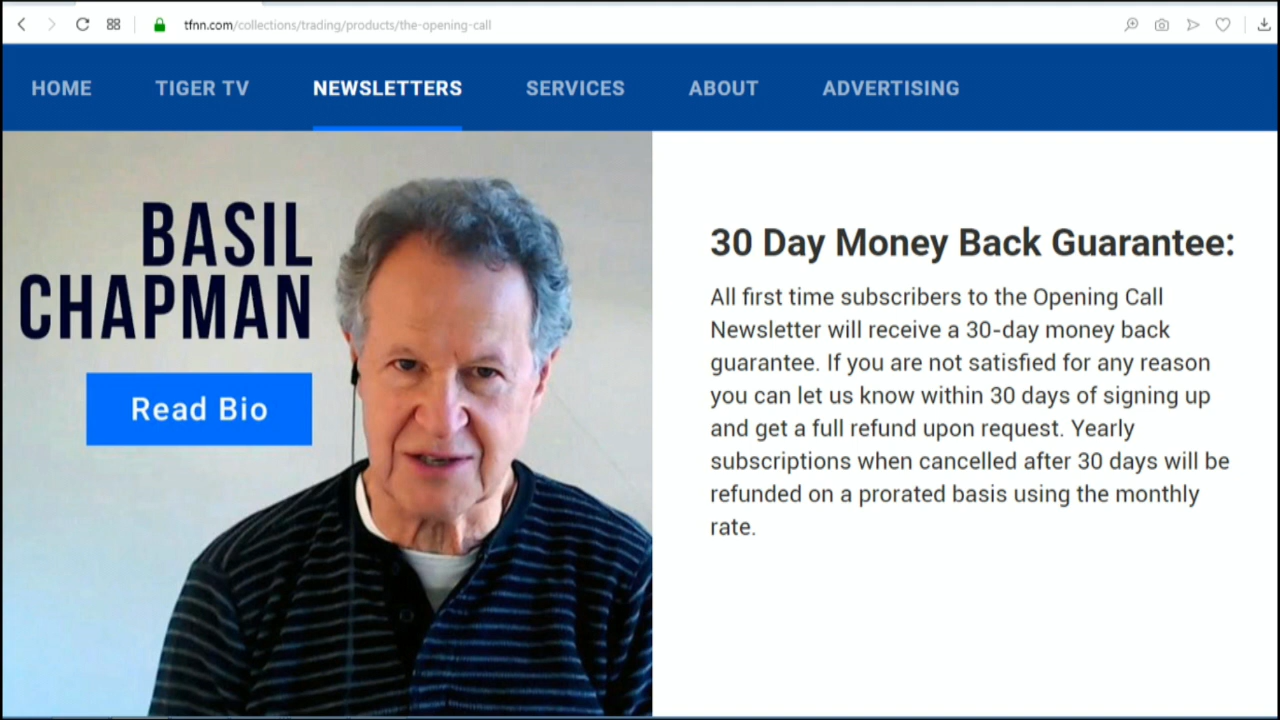 tfnn.com/collections/trading/products/the-opening-call
HOME TIGER TV NEWSLETTERS SERVICES ABOUT ADVERTISING
BASIL
CHAPMAN
Read Bio
30 Day Money Back Guarantee:
All first time subscribers to the Opening Call
Newsletter will receive a 30-day money back
guarantee. If you are not satisfied for any reason
you can let us know within 30 days of signing up
and get a full refund upon request. Yearly
subscriptions when cancelled after 30 days will be
refunded on a prorated basis using the monthly
rate.